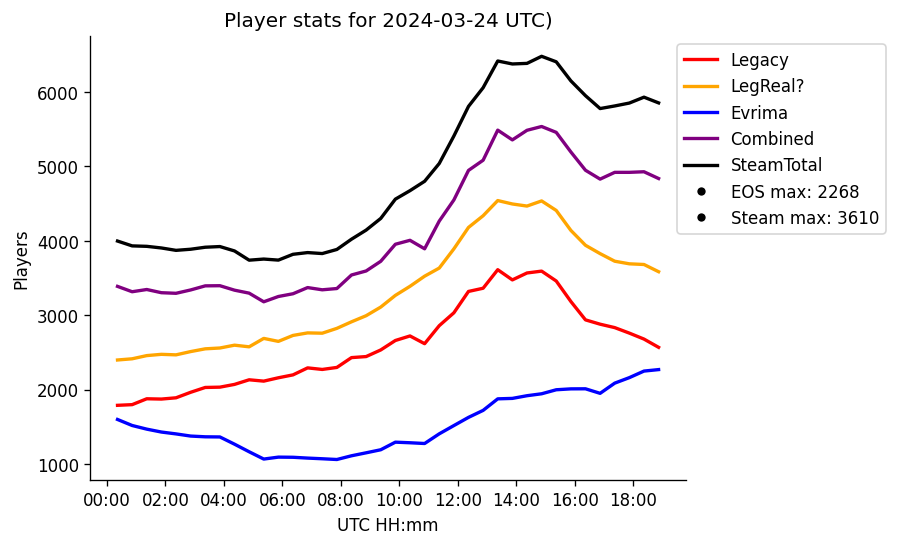 Player stats for 2024-03-24 UTC)
Legacy
LegReal?
Evrima
Combined
SteamTotal
EOS max: 2268
Steam max: 3610
Players
6000
5000
4000
3000
2000
1000
00:00 02:00 04:00 06:00 08:00 10:00 12:00 14:00 16:00 18:00
UTC HH:mm